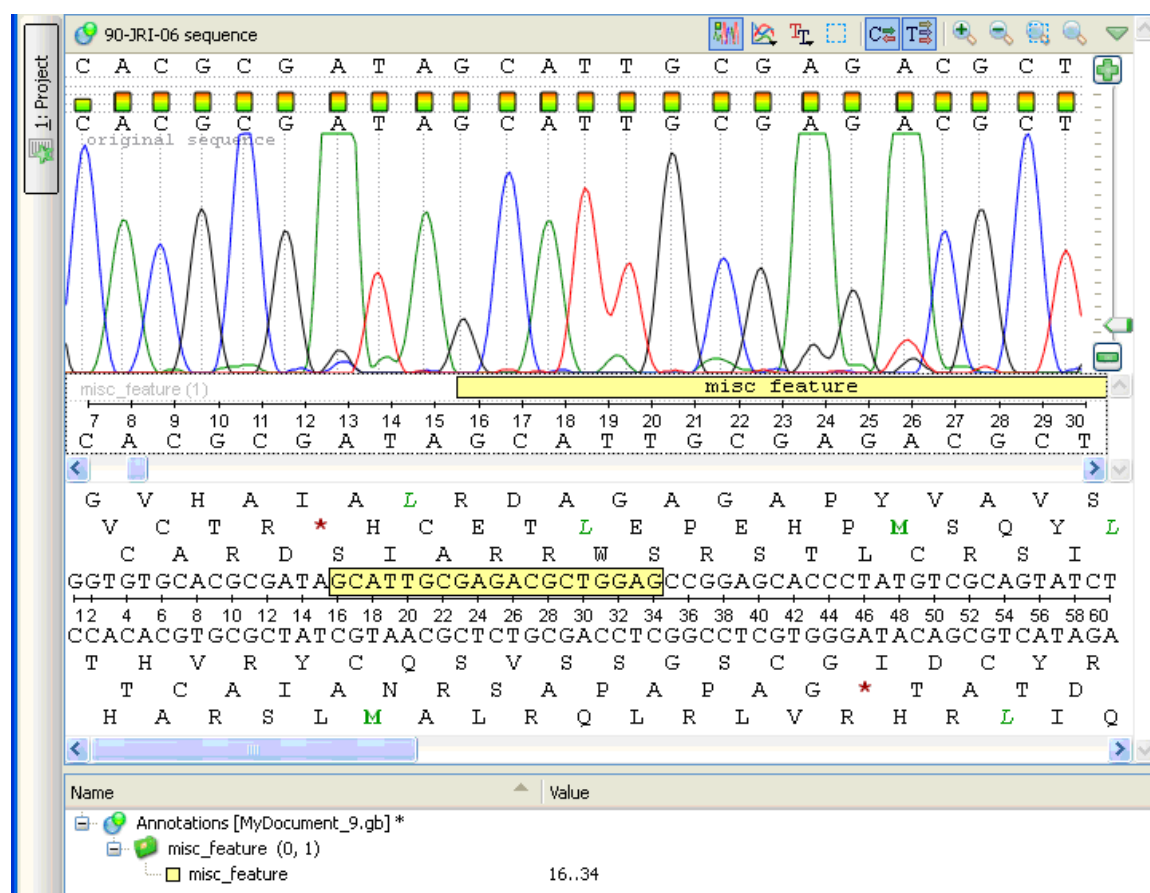 1: Project
90-JRI-06 sequence
C A C G C G A T A G C A T T G C G A G A C G C T
C A C G C G A T A G C A T T G C G A G A C G C T
original sequence
misc feature
misc_feature (1)
7 8 9 10 11 12 13 14 15 16 17 18 19 20 21 22 23 24 25 26 27 28 29 30
C A C G C G A T A G C A T T G C G A G A C G C T
G V H A I A L R D A G A G A P Y V A V S
V C T R * H C E T L E P E H P M S Q Y L
C A R D S I A R R W S R S T L C R S I
GGTGTGCACGCGATAGCATTGCGAGACGCTGGAGCCGGAGCACCCTATGTCGCAGTATCT
1 2 4 6 8 10 12 14 16 18 20 22 24 26 28 30 32 34 36 38 40 42 44 46 48 50 52 54 56 58 60
CCACACGTGCGCTATCGTAACGCTCTGCGACCTCGGCCTCGTGGGATACAGCGTCATAGA
T H V R Y C Q S V S S G S C G I D C Y R
T C A I A N R S A P A P A G * T A T D
H A R S L M A L R Q L R L V R H R L I Q
Name Value
Annotations [MyDocument_9.gb] *
misc_feature (0, 1)
misc_feature 16..34